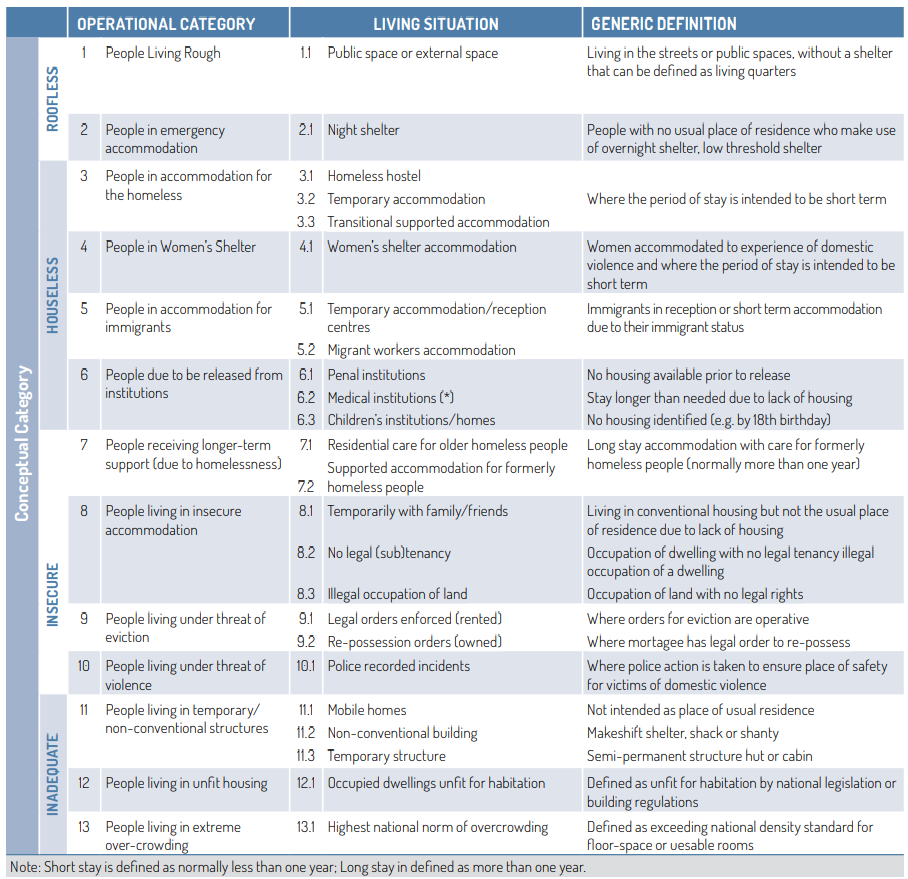 OPERATIONAL CATEGORY LIVING SITUATION GENERIC DEFINITION
Conceptual Category
ROOFLESS
1 People Living Rough 1.1 Public space or external space Living in the streets or public spaces, without a shelter
that can be defined as living quarters
2 People in emergency 2.1 Night shelter People with no usual place of residence who make use
accommodation of overnight shelter, low threshold shelter
HOUSELESS
3 People in accommodation for 3.1 Homeless hostel
the homeless 3.2 Temporary accommodation Where the period of stay is intended to be short term
3.3 Transitional supported accommodation
4 People in Women's Shelter 4.1 Women's shelter accommodation Women accommodated to experience of domestic
violence and where the period of stay is intended to be
short term
5 People in accommodation for 5.1 Temporary accommodation/reception Immigrants in reception or short term accommodation
immigrants centres due to their immigrant status
5.2 Migrant workers accommodation
6 People due to be released from 6.1 Penal institutions No housing available prior to release
institutions 6.2 Medical institutions (*) Stay longer than needed due to lack of housing
6.3 Children's institutions/homes No housing identified (e.g. by 18th birthday)
INSECURE
7 People receiving longer-term 7.1 Residential care for older homeless people Long stay accommodation with care for formerly
support (due to homelessness) Supported accommodation for formerly homeless people (normally more than one year)
7.2 homeless people
8 People living in insecure 8.1 Temporarily with family/friends Living in conventional housing but not the usual place
accommodation of residence due to lack of housing
8.2 No legal (sub)tenancy Occupation of dwelling with no legal tenancy illegal
occupation of a dwelling
8.3 Illegal occupation of land Occupation of land with no legal rights
9 People living under threat of 9.1 Legal orders enforced (rented) Where orders for eviction are operative
eviction 9.2 Re-possession orders (owned) Where mortagee has legal order to re-possess
10 People living under threat of 10.1 Police recorded incidents Where police action is taken to ensure place of safety
violence for victims of domestic violence
INADEQUATE
11 People living in temporary/ 11.1 Mobile homes Not intended as place of usual residence
non-conventional structures 11.2 Non-conventional building Makeshift shelter, shack or shanty
11.3 Temporary structure Semi-permanent structure hut or cabin
12 People living in unfit housing 12.1 Occupied dwellings unfit for habitation Defined as unfit for habitation by national legislation or
building regulations
13 People living in extreme 13.1 Highest national norm of overcrowding Defined as exceeding national density standard for
over-crowding floor-space or uesable rooms
Note: Short stay is defined as normally less than one year; Long stay in defined as more than one year.